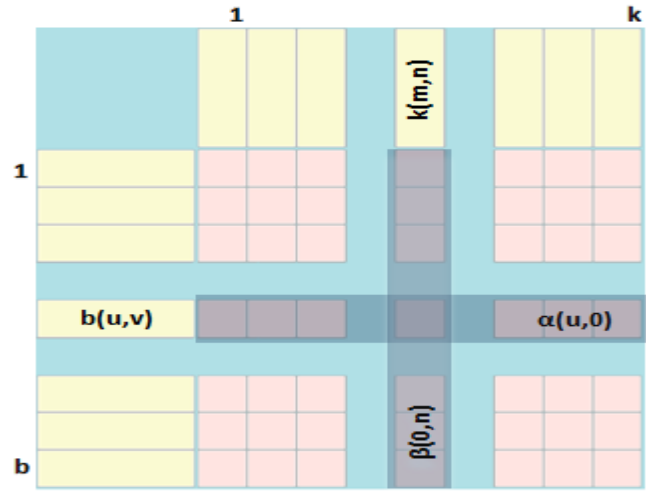 1 k
k(m,n)
1
b(u,v) α(u,0)
β(0,n)
b